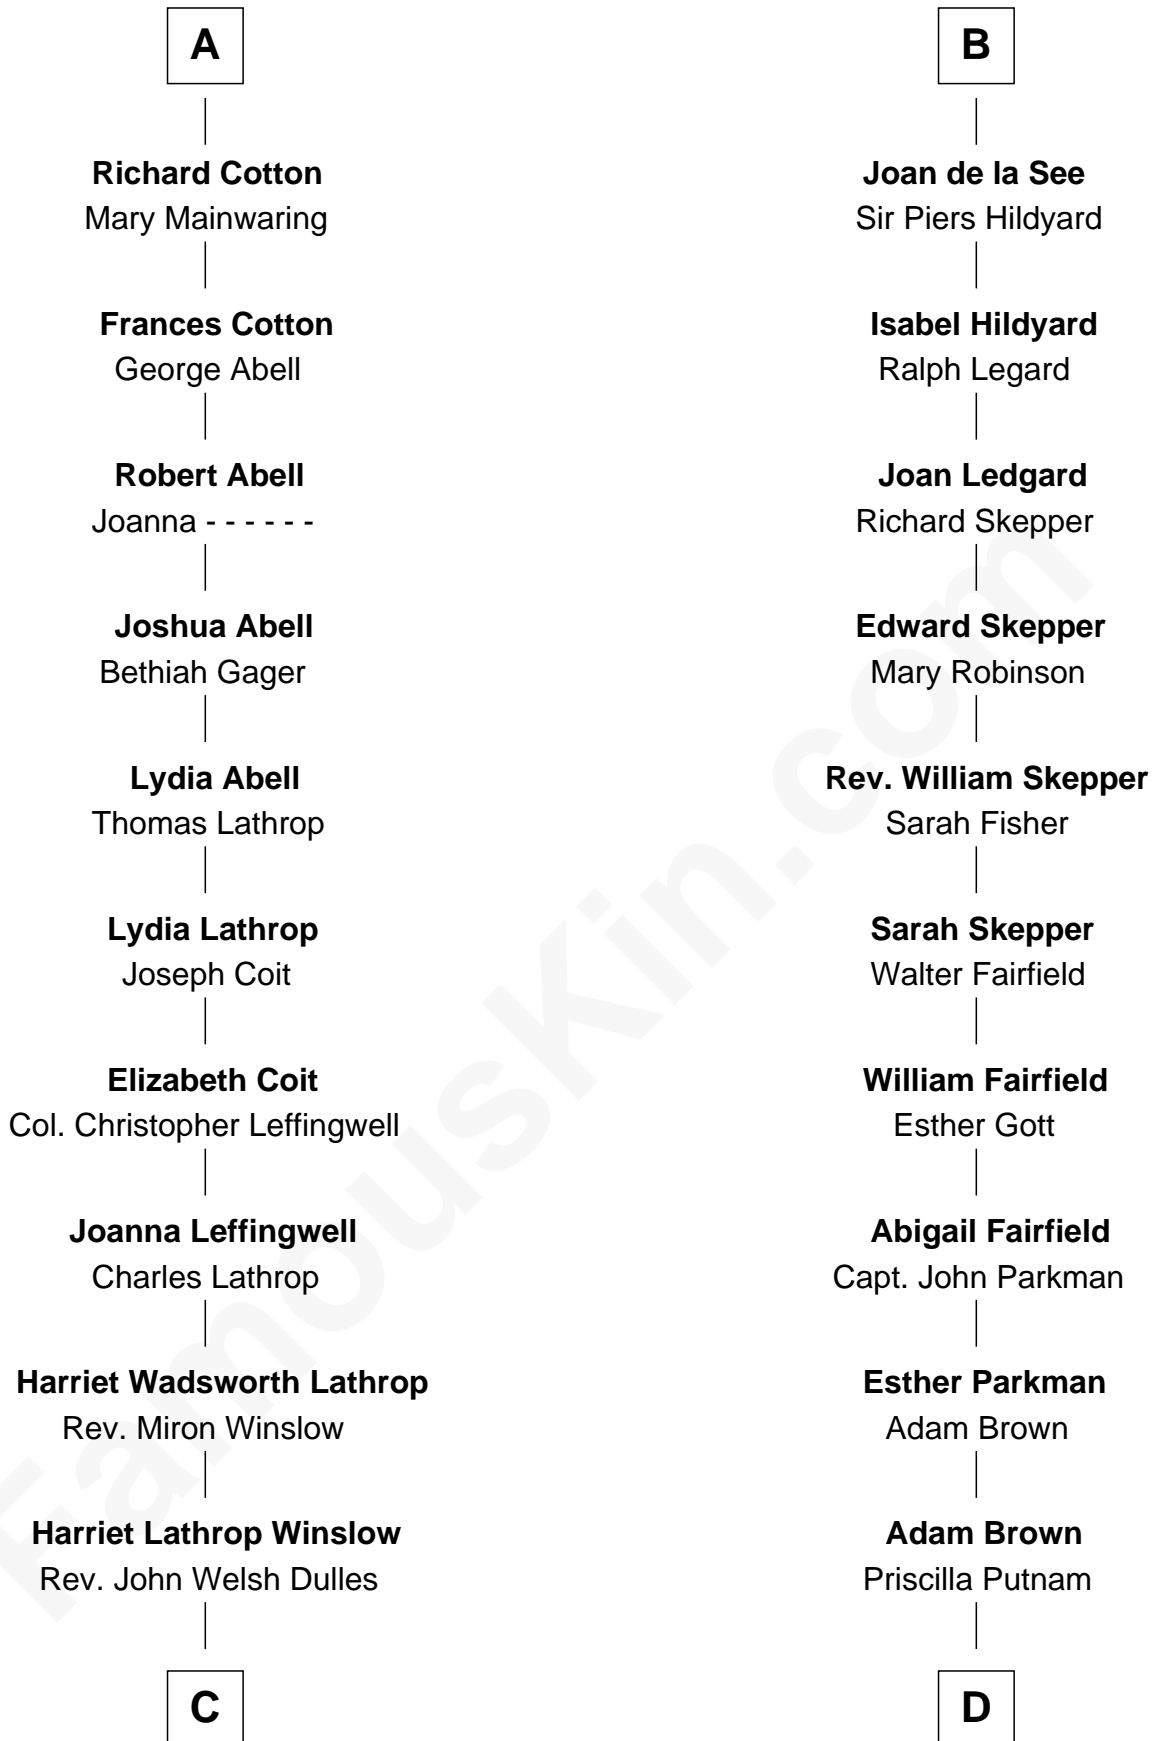 A
Richard Cotton
Mary Mainwaring
Frances Cotton
George Abell
Robert Abell
Joanna - - - - - -
Joshua Abell
Bethiah Gager
Lydia Abell
Thomas Lathrop
Lydia Lathrop
Joseph Coit
Elizabeth Coit
Col. Christopher Leffingwell
Joanna Leffingwell
Charles Lathrop
Harriet Wadsworth Lathrop
Rev. Miron Winslow
Harriet Lathrop Winslow
Rev. John Welsh Dulles
C
B
Joan de la See
Sir Piers Hildyard
Isabel Hildyard
Ralph Legard
Joan Ledgard
Richard Skepper
Edward Skepper
Mary Robinson
Rev. William Skepper
Sarah Fisher
Sarah Skepper
Walter Fairfield
William Fairfield
Esther Gott
Abigail Fairfield
Capt. John Parkman
Esther Parkman
Adam Brown
Adam Brown
Priscilla Putnam
D
FamousKin.com